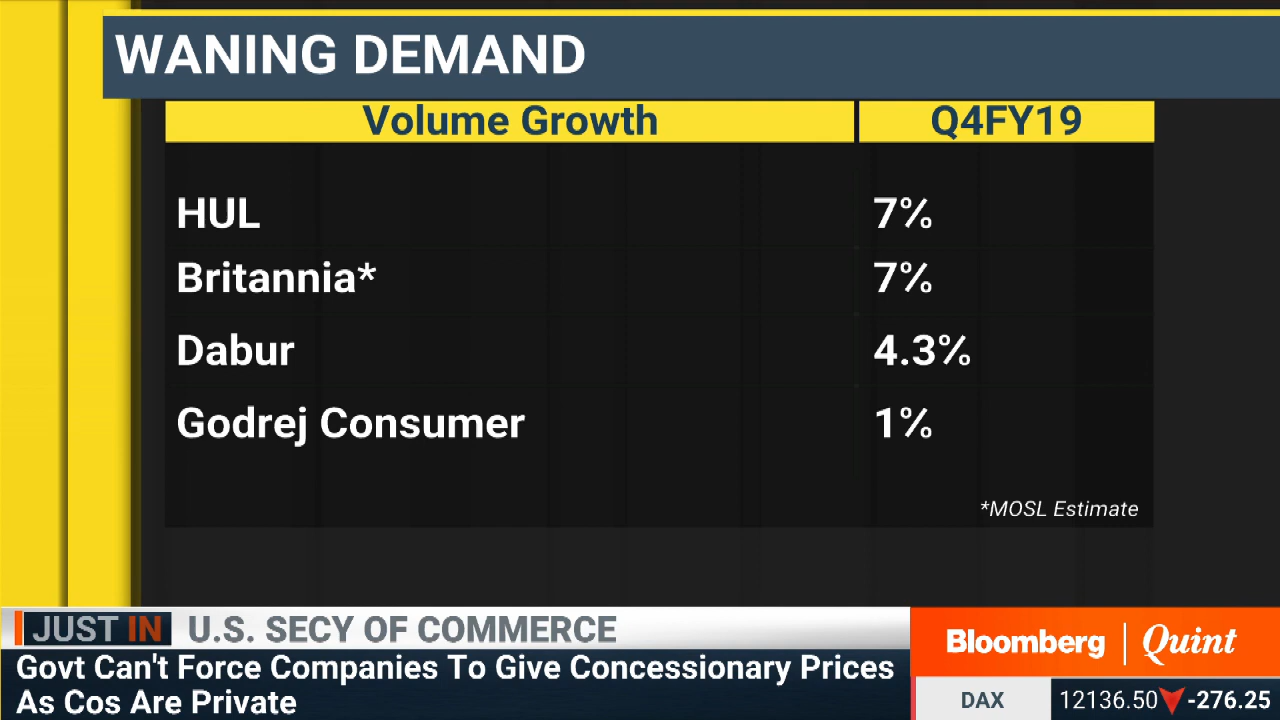 WANING DEMAND
Volume Growth Q4FY19
HUL 7%
Britannia* 7%
Dabur 4.3%
Godrej Consumer 1%
*MOSL Estimate
JUST IN U.S. SECY OF COMMERCE
Govt Can't Force Companies To Give Concessionary Prices
As Cos Are Private
Bloomberg | Quint
DAX 12136.50 -276.25